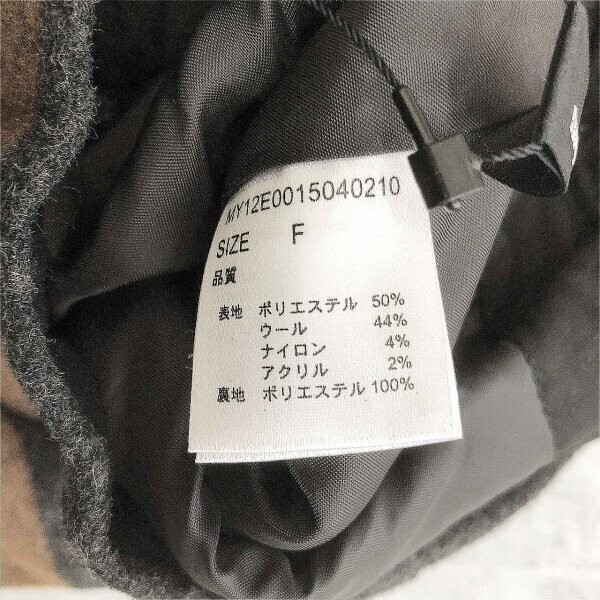 MY12E0015040210
SIZE F
品質
表地 ポリエステル 50%
ウール 44%
ナイロン 4%
アクリル 2%
裏地 ポリエステル 100%